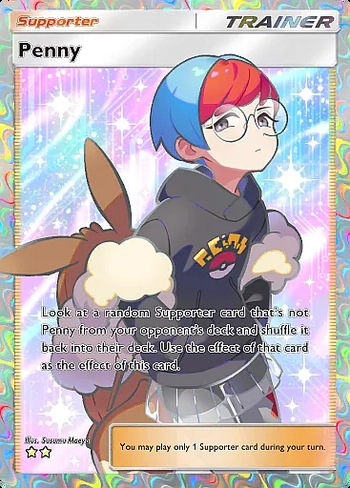 Supporter
TRAINER
Penny
Look at a random Supporter card that's not
Penny from your opponent's deck and shuffle it
back into their deck. Use the effect of that card
as the effect of this card.
Illus. Susumu Maeya
You may play only 1 Supporter card during your turn.